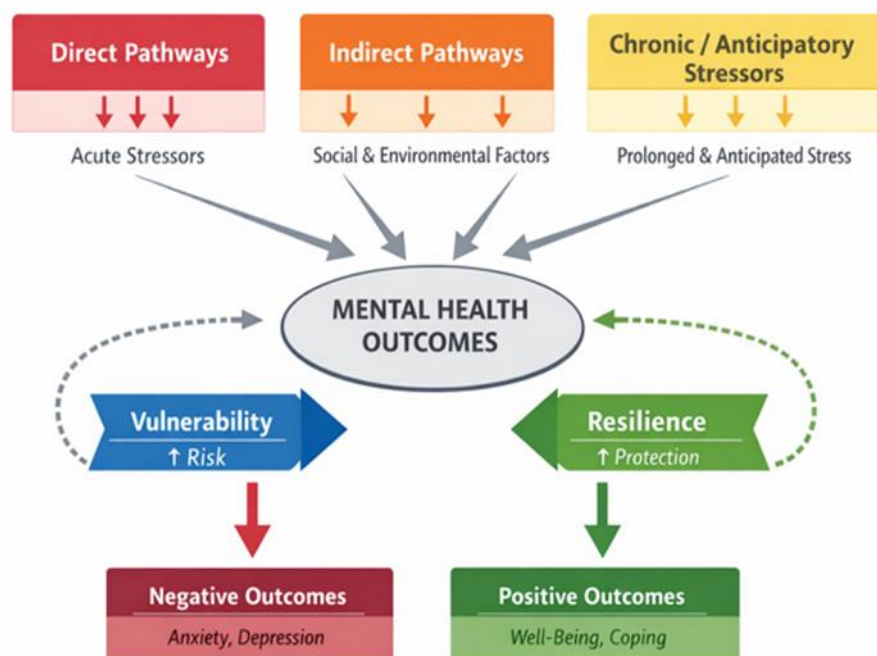 Direct Pathways
Indirect Pathways
Chronic / Anticipatory
Stressors
Acute Stressors
Social & Environmental Factors
Prolonged & Anticipated Stress
MENTAL HEALTH
OUTCOMES
Vulnerability
↑ Risk
Resilience
↑ Protection
Negative Outcomes
Anxiety, Depression
Positive Outcomes
Well-Being, Coping